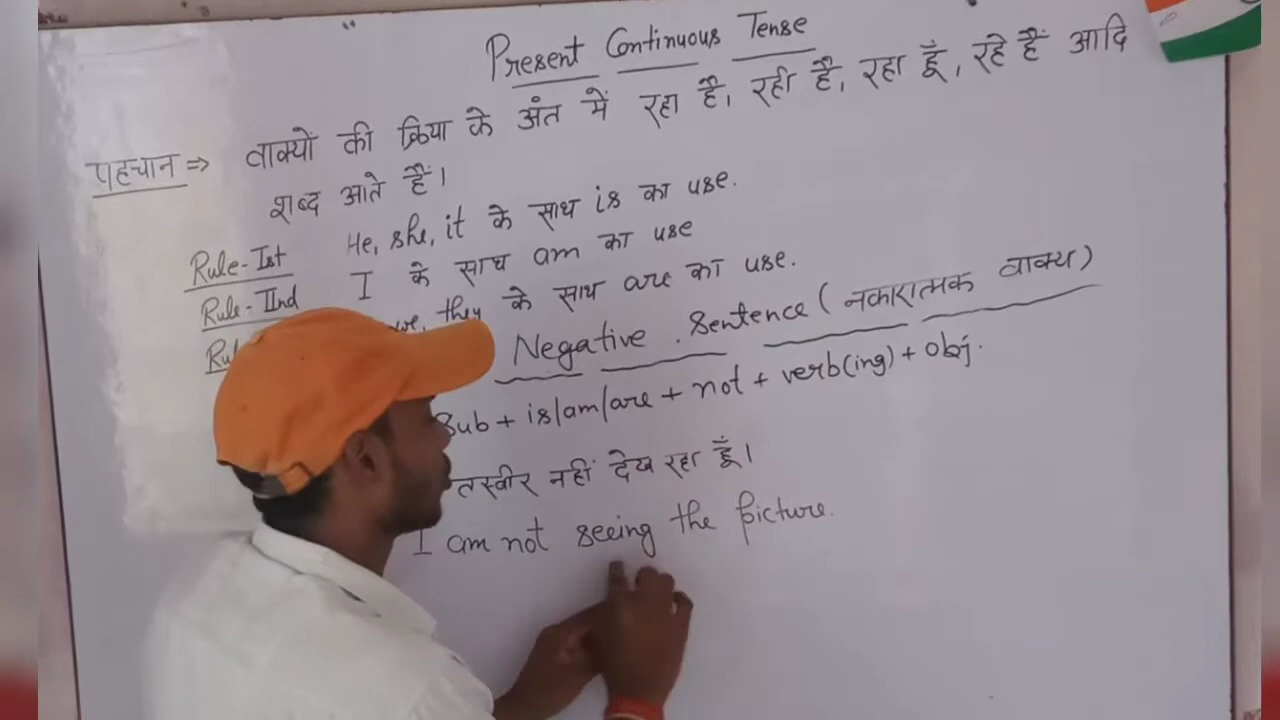 Present Continuous Tense
पहचान ⇒ वाक्यों की क्रिया के अंत में रहा है, रही है, रहा हूँ, रहे हैं आदि
शब्द आते हैं।
Rule-Ist He, she, it के साथ is का use.
Rule-IInd I के साथ am का use
they के साथ are का use.
Negative Sentence (नकारात्मक वाक्य)
Sub + is/am/are + not + verb(ing) + obj.
तस्वीर नहीं देख रहा हूँ।
I am not seeing the picture.